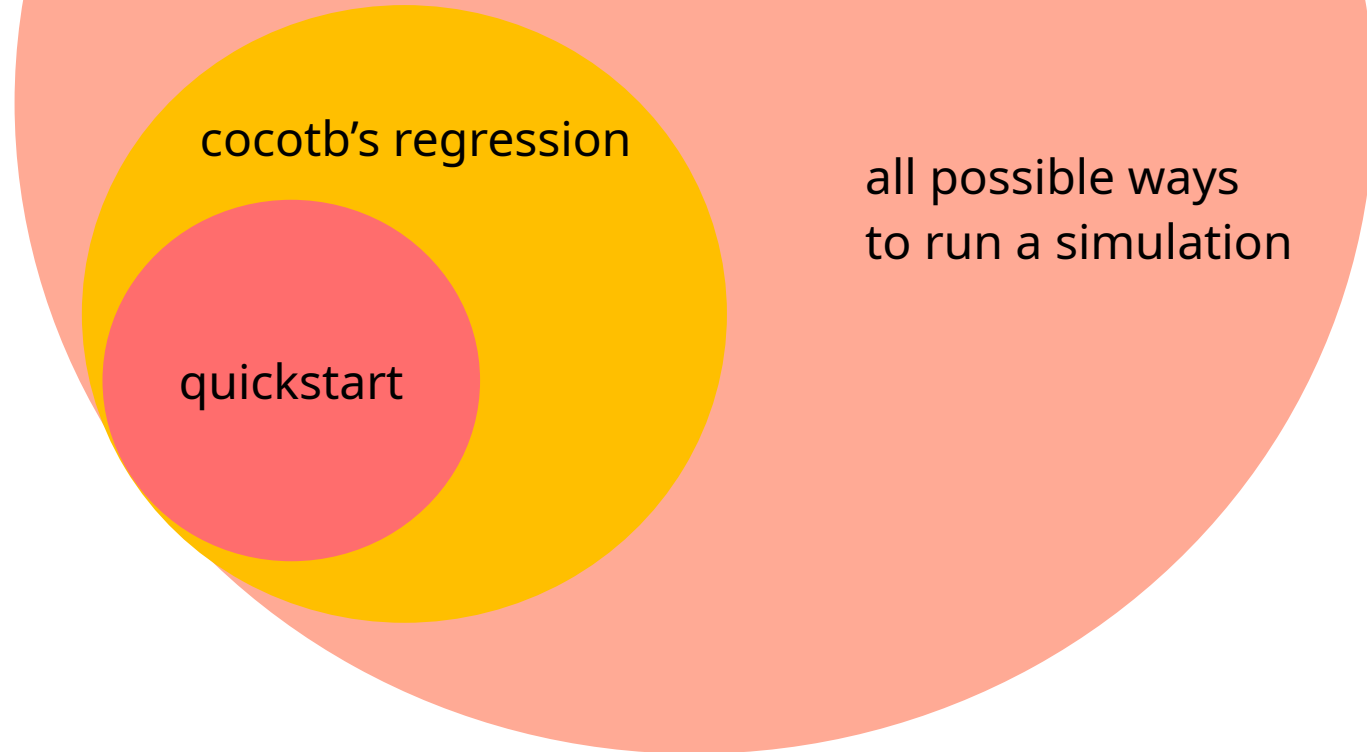 cocotb’s regression
all possible ways
to run a simulation
quickstart